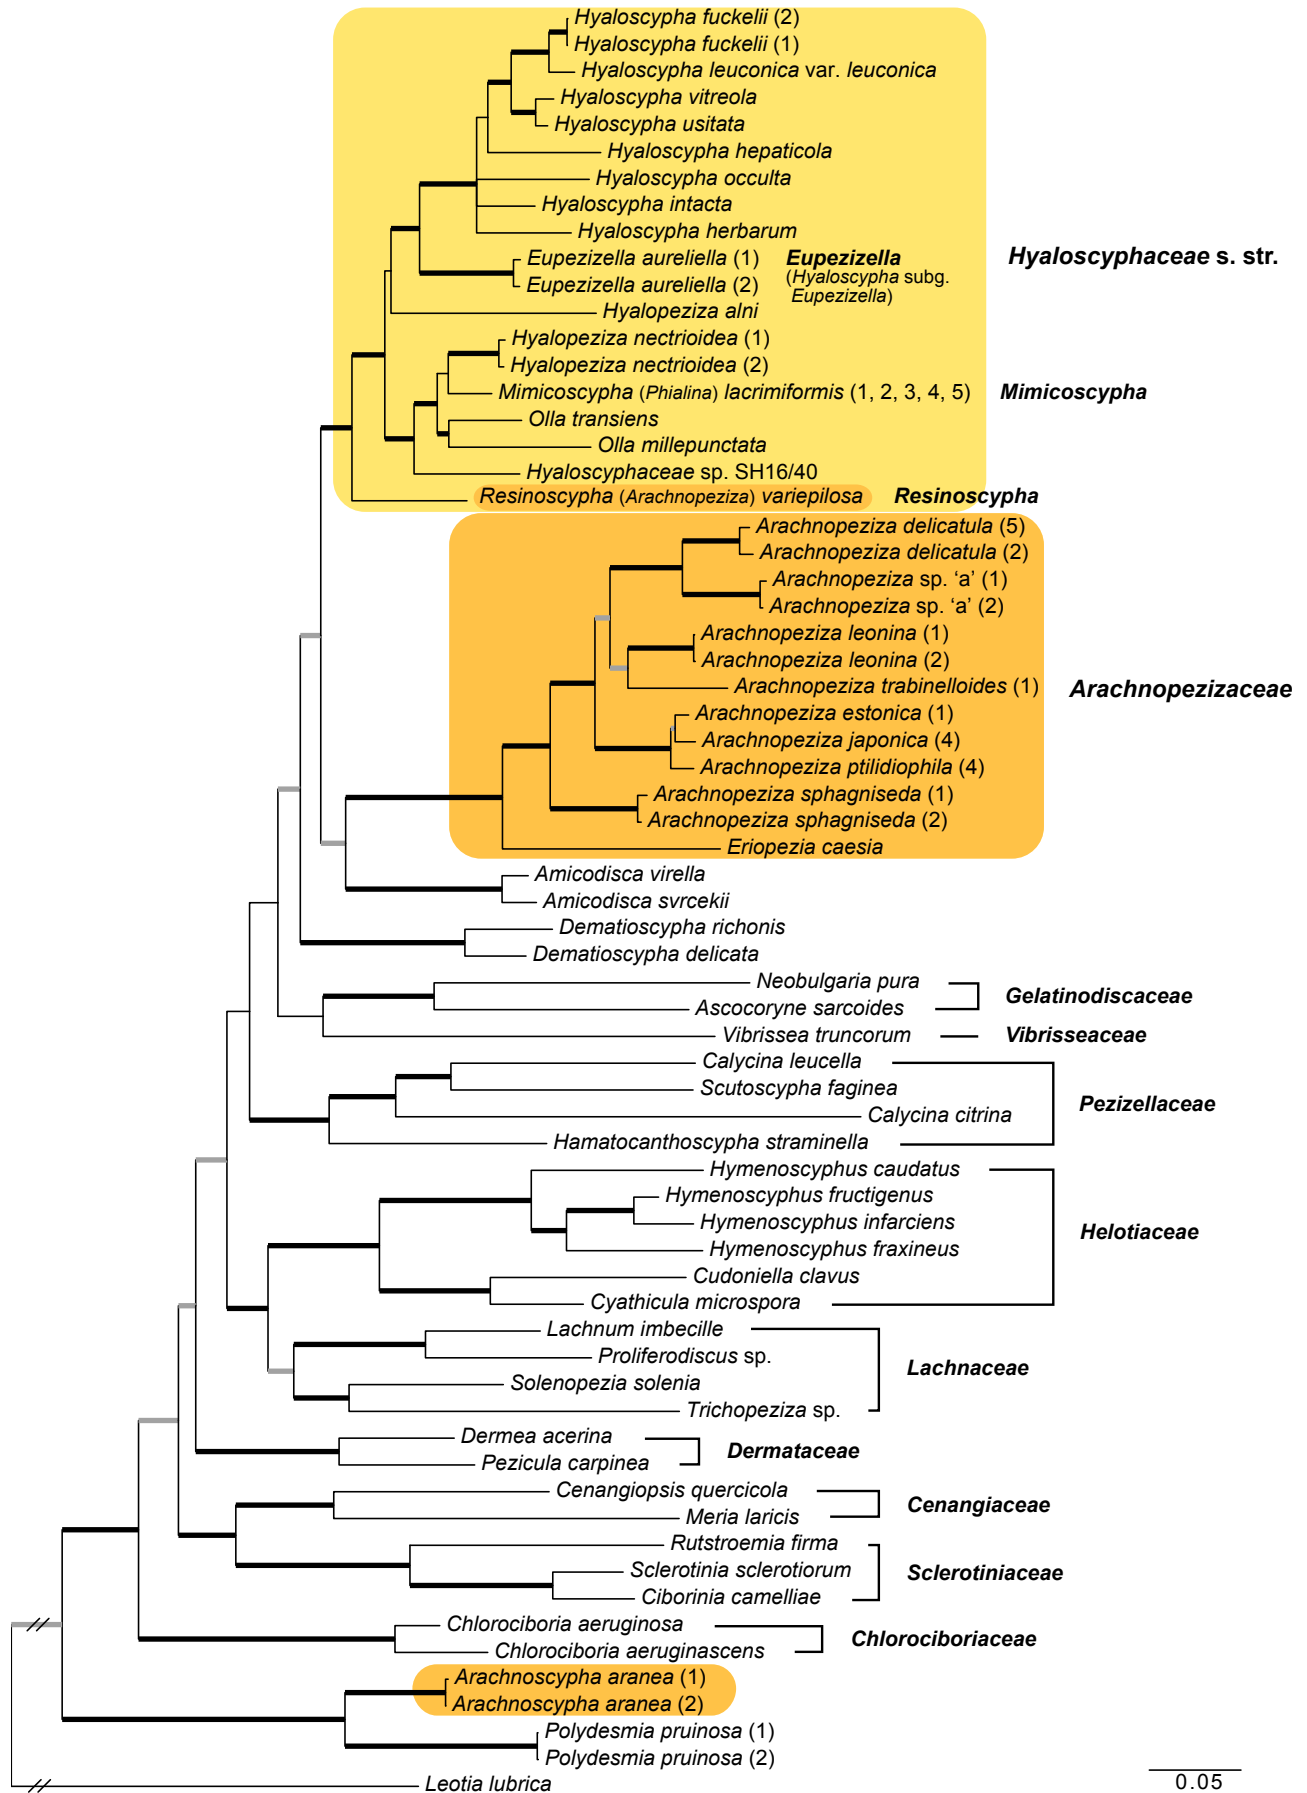 Hyaloscypha fuckelii (2)
Hyaloscypha fuckelii (1)
Hyaloscypha leuconica var. leuconica
Hyaloscypha vitreola
Hyaloscypha usitata
Hyaloscypha hepaticola
Hyaloscypha occulta
Hyaloscypha intacta
Hyaloscypha herbarum
Hyaloscyphaceae s. str.
Eupezizella aureliella (1) Eupezizella
Eupezizella aureliella (2) (Hyaloscypha subg.
Eupezizella)
Hyalopeziza alni
Hyalopeziza nectrioidea (1)
Hyalopeziza nectrioidea (2)
Mimicoscypha (Phialina) lacrimiformis (1, 2, 3, 4, 5) Mimicoscypha
Olla transiens
Olla millepunctata
Hyaloscyphaceae sp. SH16/40
Resinoscypha (Arachnopeziza) variepilosa Resinoscypha
Arachnopeziza delicatula (5)
Arachnopeziza delicatula (2)
Arachnopeziza sp. ‘a’ (1)
Arachnopeziza sp. ‘a’ (2)
Arachnopeziza leonina (1)
Arachnopeziza leonina (2)
Arachnopeziza trabinelloides (1) Arachnopezizaceae
Arachnopeziza estonica (1)
Arachnopeziza japonica (4)
Arachnopeziza ptilidiophila (4)
Arachnopeziza sphagniseda (1)
Arachnopeziza sphagniseda (2)
Eriopezia caesia
Amicodisca virella
Amicodisca svrcekii
Dematioscypha richonis
Dematioscypha delicata
Neobulgaria pura
Gelatinodiscaceae
Ascocoryne sarcoides
Vibrissea truncorum Vibrisseaceae
Calycina leucella
Scutoscypha faginea
Pezizellaceae
Calycina citrina
Hamatocanthoscypha straminella
Hymenoscyphus caudatus
Hymenoscyphus fructigenus
Hymenoscyphus infarciens
Helotiaceae
Hymenoscyphus fraxineus
Cudoniella clavus
Cyathicula microspora
Lachnum imbecille
Proliferodiscus sp.
Lachnaceae
Solenopezia solenia
Trichopeziza sp.
Dermea acerina
Dermataceae
Pezicula carpinea
Cenangiopsis quercicola
Cenangiaceae
Meria laricis
Rutstroemia firma
Sclerotinia sclerotiorum Sclerotiniaceae
Ciborinia camelliae
Chlorociboria aeruginosa
Chlorociboriaceae
Chlorociboria aeruginascens
Arachnoscypha aranea (1)
Arachnoscypha aranea (2)
Polydesmia pruinosa (1)
Polydesmia pruinosa (2)
Leotia lubrica
0.05